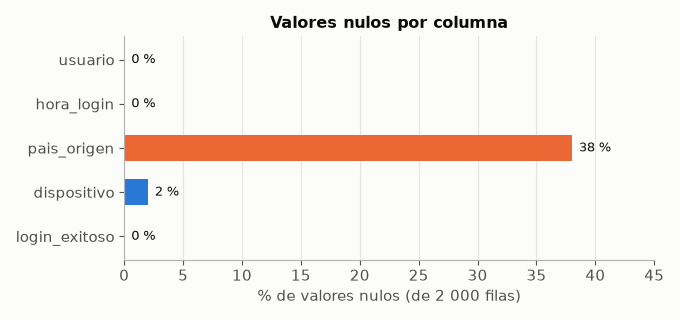 Valores nulos por columna
usuario 0 %
hora_login 0 %
pais_origen 38 %
dispositivo 2 %
login_exitoso 0 %
0 5 10 15 20 25 30 35 40 45
% de valores nulos (de 2 000 filas)